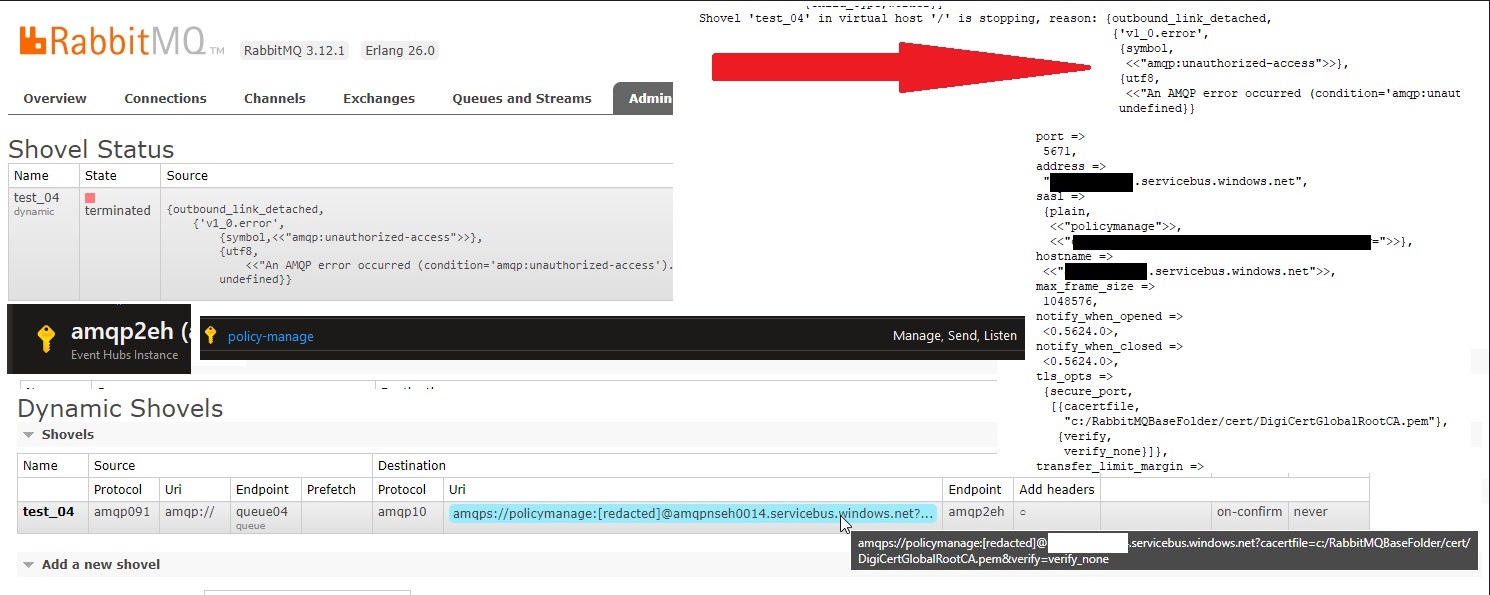 RabbitMQ TM RabbitMQ 3.12.1 Erlang 26.0
Overview Connections Channels Exchanges Queues and Streams Admin
Shovel Status
Name State Source
test_04
dynamic
terminated
{outbound_link_detached,
{'v1_0.error',
{symbol,<<"amqp:unauthorized-access">>},
{utf8,
<<"An AMQP error occurred (condition='amqp:unauthorized-access').
undefined}}
Shovel 'test_04' in virtual host '/' is stopping, reason: {outbound_link_detached,
{'v1_0.error',
{symbol,
<<"amqp:unauthorized-access">>},
{utf8,
<<"An AMQP error occurred (condition='amqp:unaut
undefined}}
port =>
5671,
address =>
".servicebus.windows.net",
sasl =>
{plain,
<<"policymanage">>,
<<"=">>},
hostname =>
<<".servicebus.windows.net">>,
max_frame_size =>
1048576,
notify_when_opened =>
<0.5624.0>,
notify_when_closed =>
<0.5624.0>,
tls_opts =>
{secure_port,
[{cacertfile,
"c:/RabbitMQBaseFolder/cert/DigiCertGlobalRootCA.pem"},
{verify,
verify_none}]},
transfer_limit_margin =>
amqp2eh (a
Event Hubs Instance
policy-manage Manage, Send, Listen
Dynamic Shovels
Shovels
Name Source Destination
Protocol Uri Endpoint Prefetch Protocol Uri Endpoint Add headers
test_04 amqp091 amqp:// queue04 amqp10 amqps://policymanage:[redacted]@amqpnseh0014.servicebus.windows.net?... amqp2eh ○ on-confirm never
queue
amqps://policymanage:[redacted]@ .servicebus.windows.net?cacertfile=c:/RabbitMQBaseFolder/cert/
DigiCertGlobalRootCA.pem&verify=verify_none
Add a new shovel